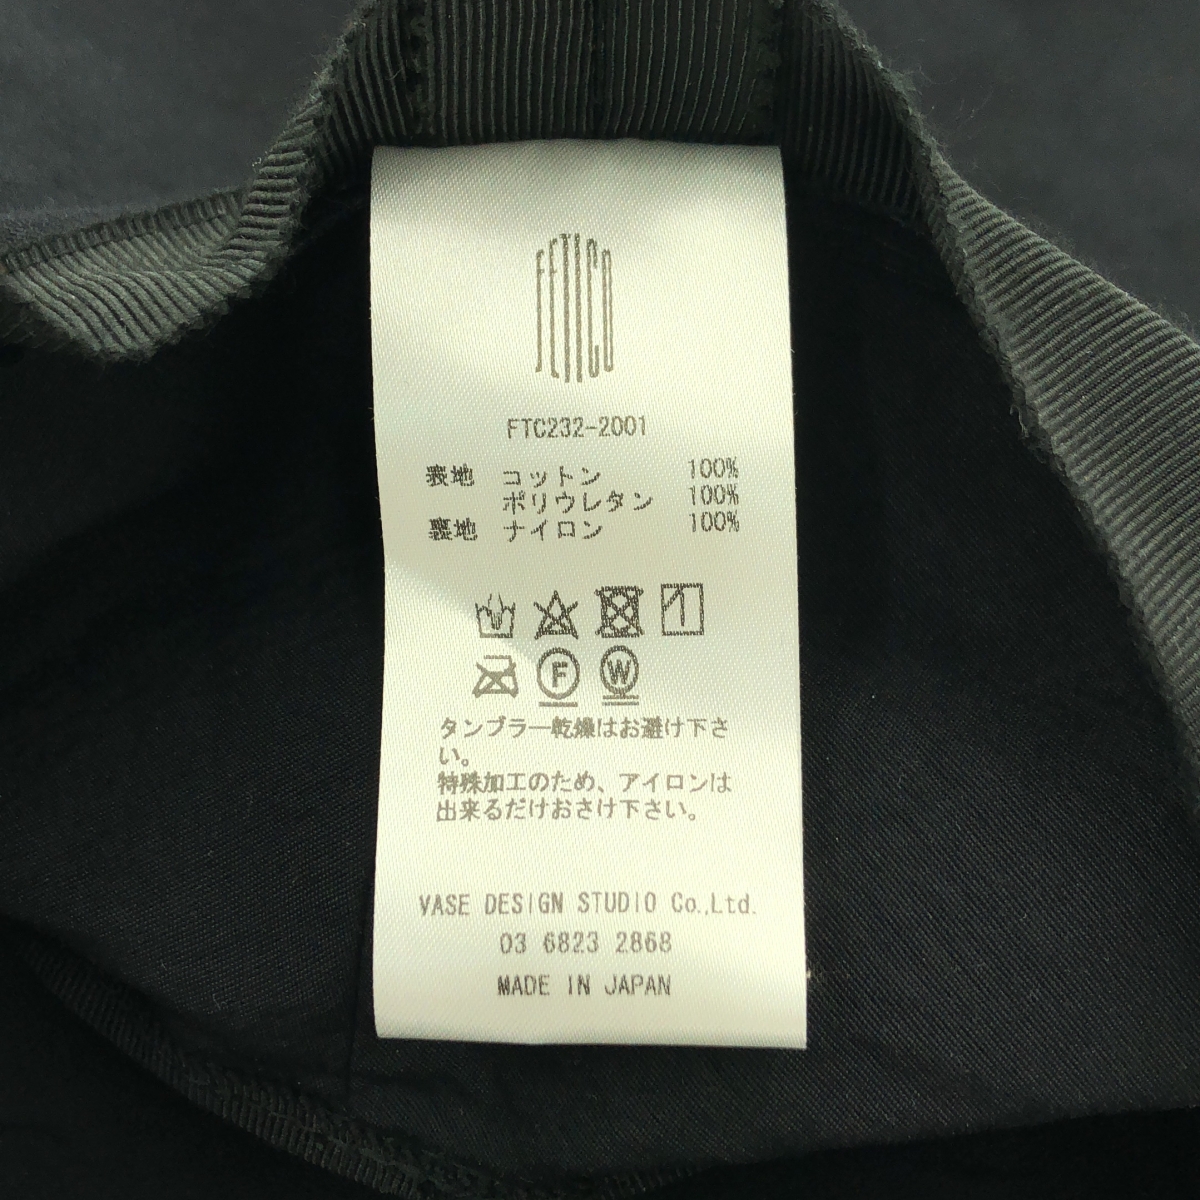 FETICO
FTC232-2001
表地 コットン 100%
ポリウレタン 100%
裏地 ナイロン 100%
F W
タンブラー乾燥はお避け下さ
い。
特殊加工のため、アイロンは
出来るだけおさけ下さい。
VASE DESIGN STUDIO Co.,Ltd.
03 6823 2868
MADE IN JAPAN